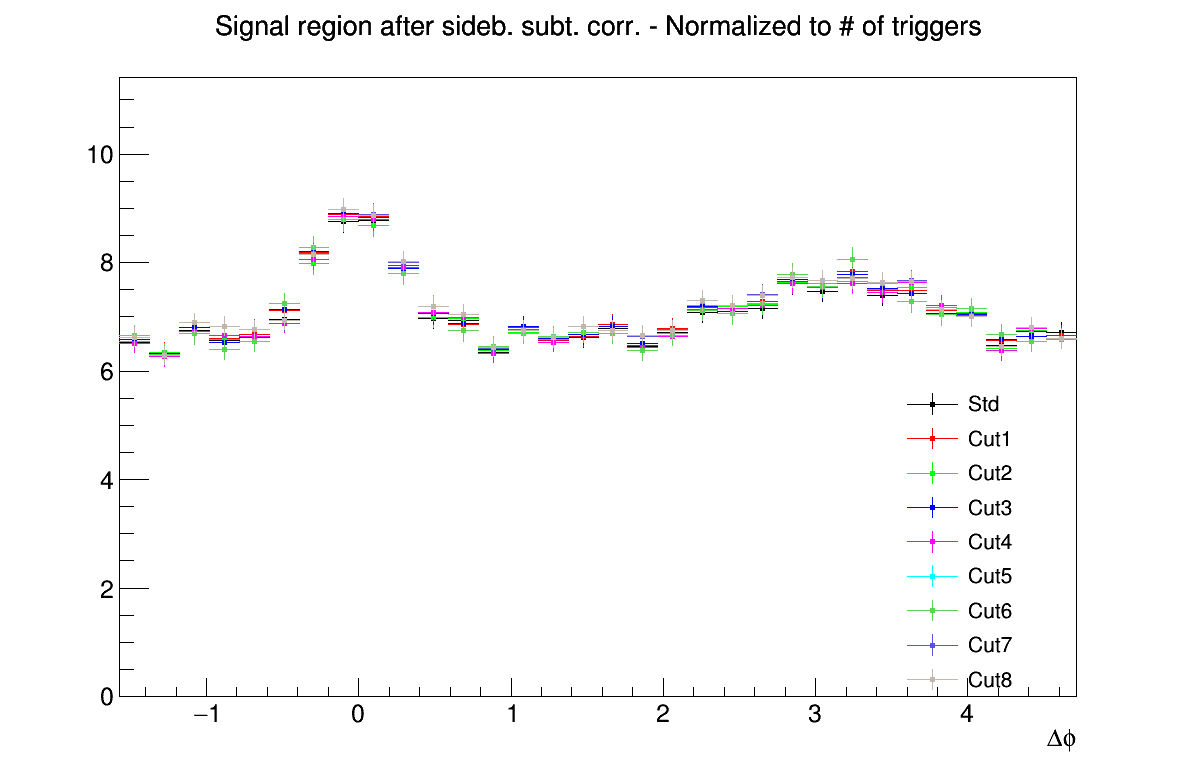 Signal region after sideb. subt. corr. - Normalized to # of triggers
10
8
6
4
2
0
Std
Cut1
Cut2
Cut3
Cut4
Cut5
Cut6
Cut7
Cut8
−1 0 1 2 3 4
Δϕ